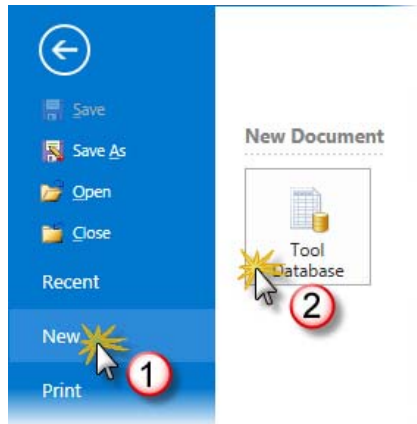 Save
Save As
Open
Close
Recent
New
Print
New Document
Tool
Database
1
2